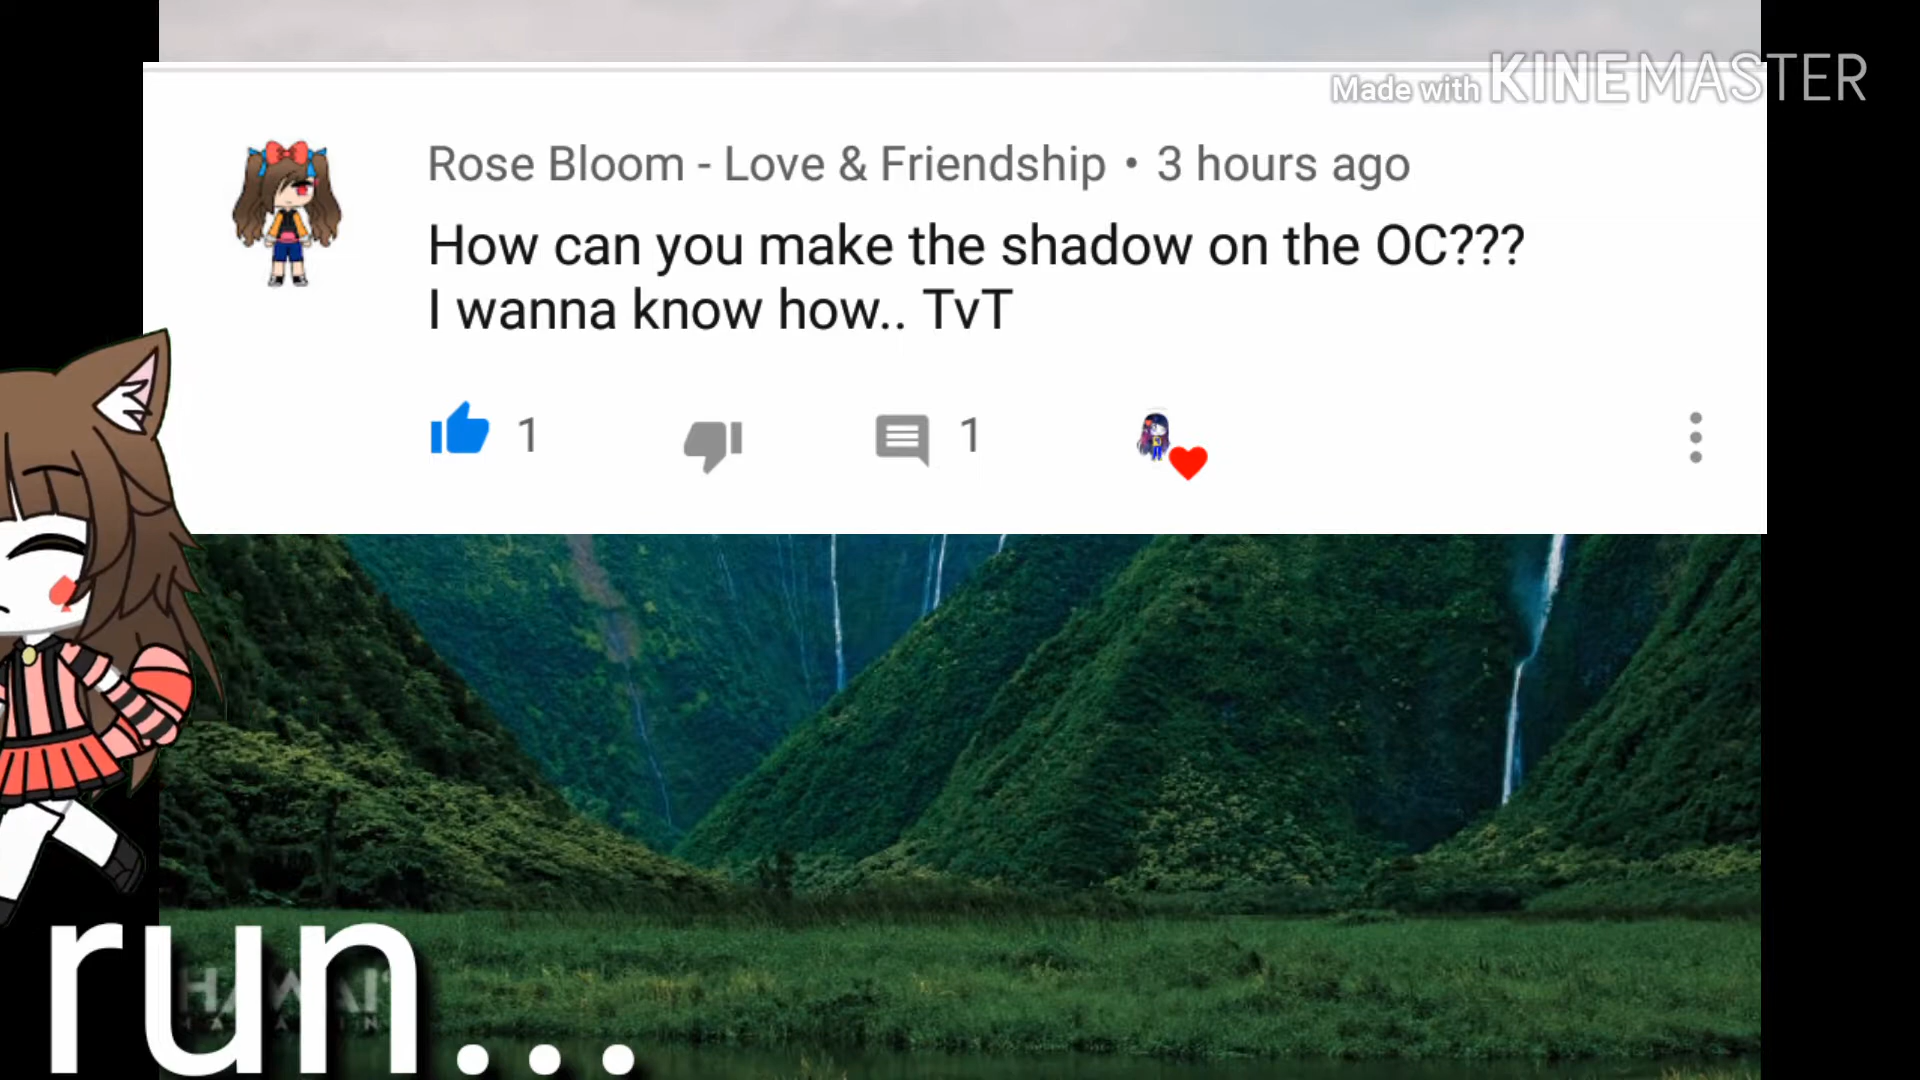 Made with KINEMASTER
Rose Bloom - Love & Friendship • 3 hours ago
How can you make the shadow on the OC???
I wanna know how.. TvT
1
1
run...